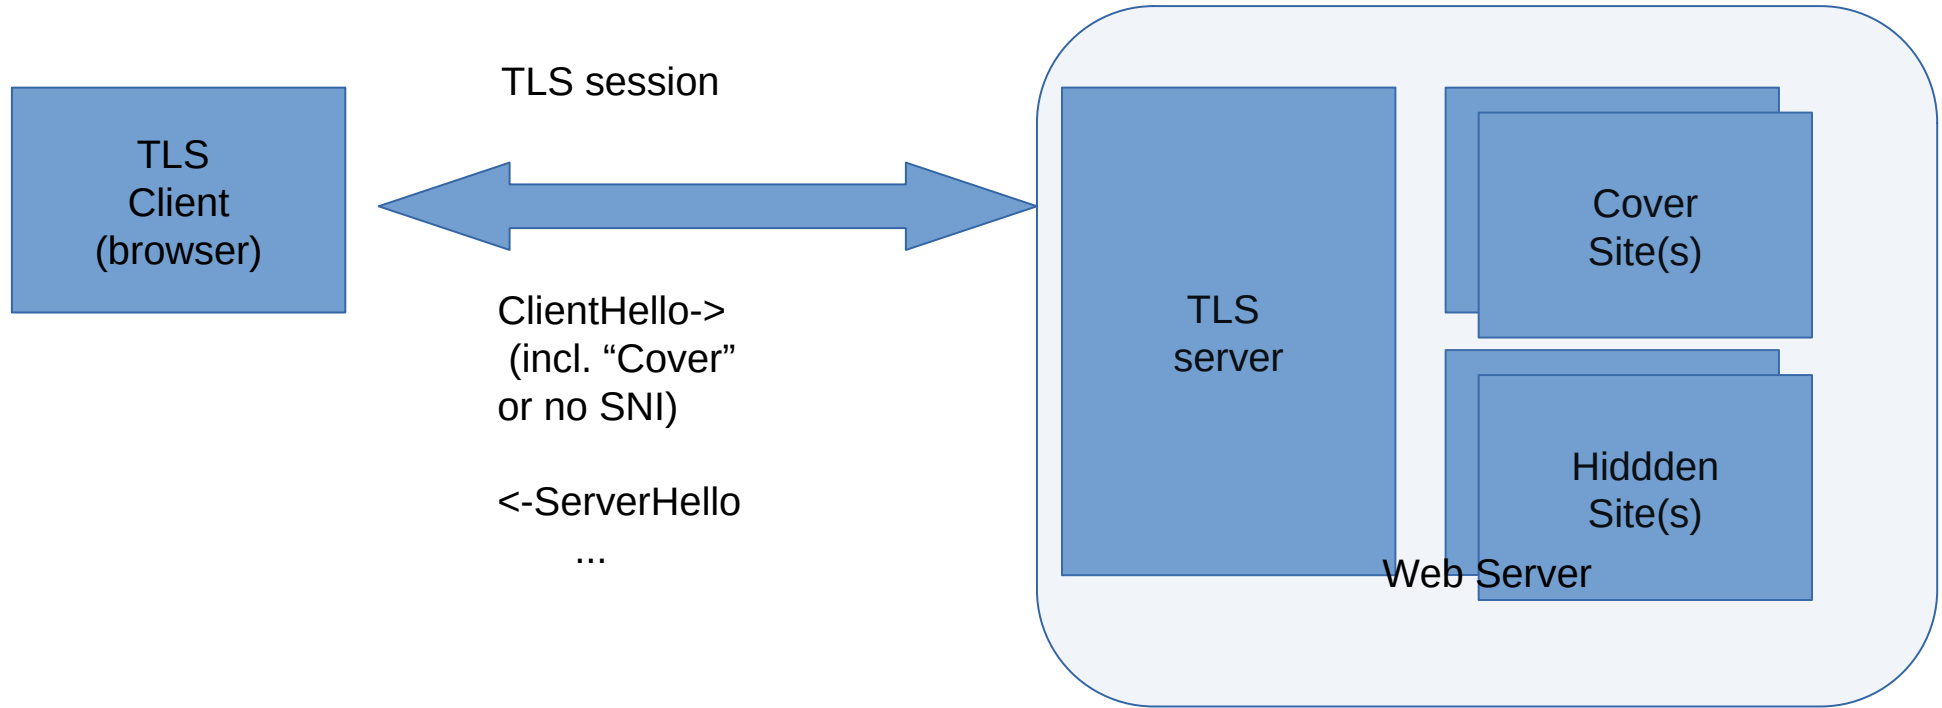 TLS session
TLS
Client
(browser)
ClientHello->
(incl. “Cover”
or no SNI)
<-ServerHello
...
TLS
server
Cover
Site(s)
Hiddden
Site(s)
Web Server